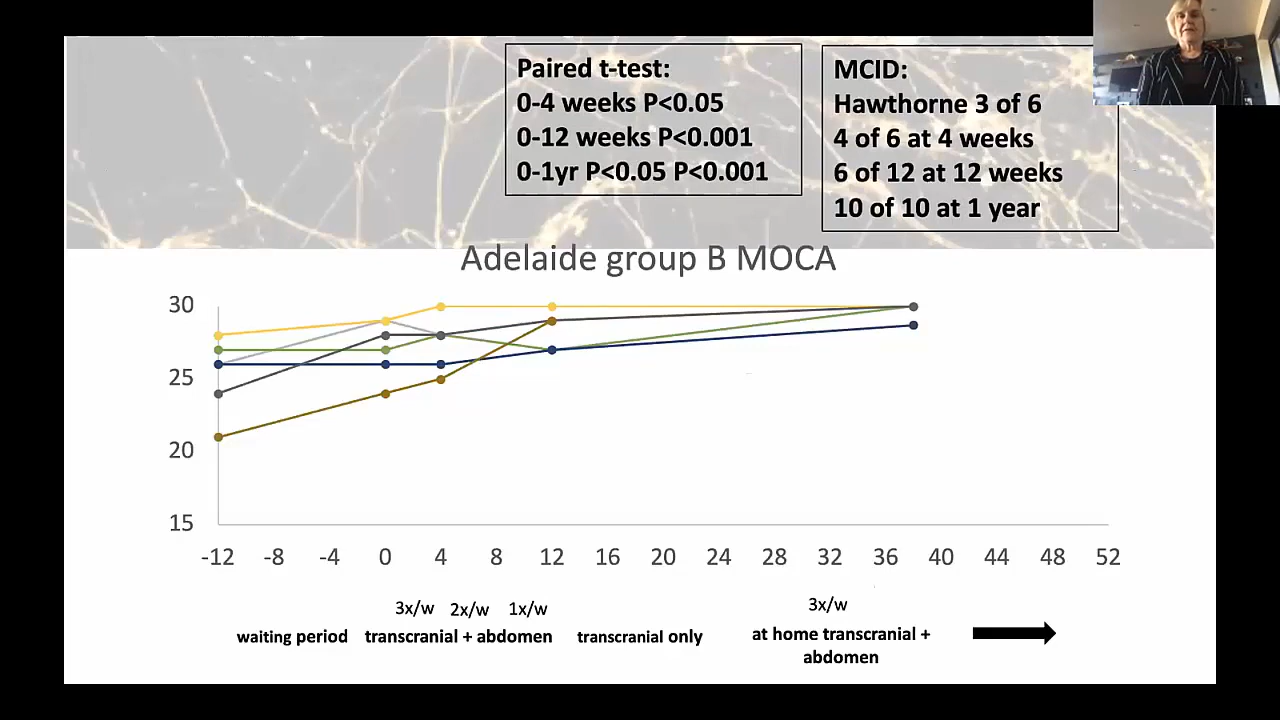 Paired t-test:
0-4 weeks P<0.05
0-12 weeks P<0.001
0-1yr P<0.05 P<0.001
MCID:
Hawthorne 3 of 6
4 of 6 at 4 weeks
6 of 12 at 12 weeks
10 of 10 at 1 year
Adelaide group B MOCA
30
25
20
15
-12 -8 -4 0 4 8 12 16 20 24 28 32 36 40 44 48 52
3x/w 2x/w 1x/w 3x/w
waiting period transcranial + abdomen transcranial only at home transcranial +
abdomen